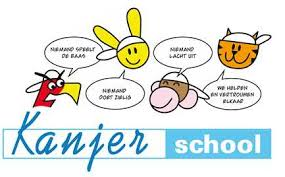 NIEMAND SPEELT
DE BAAS
NIEMAND
DOET ZIELIG
NIEMAND
LACHT UIT
WE HELPEN
EN VERTROUWEN
ELKAAR
Kanjer school